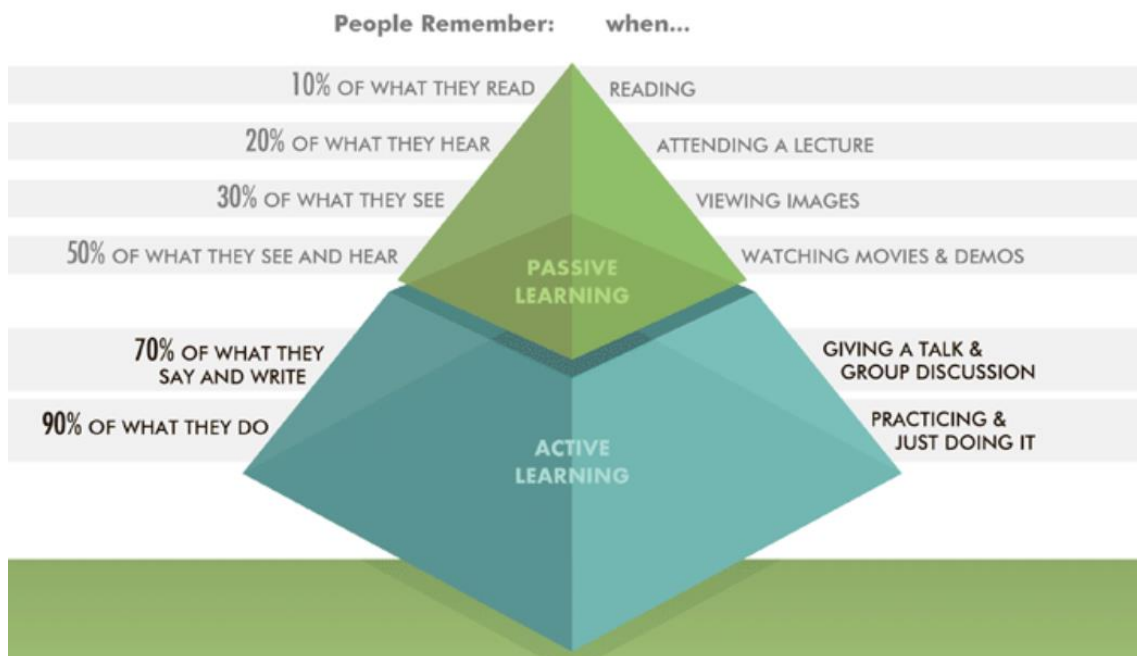 People Remember: when...
10% OF WHAT THEY READ READING
20% OF WHAT THEY HEAR ATTENDING A LECTURE
30% OF WHAT THEY SEE VIEWING IMAGES
50% OF WHAT THEY SEE AND HEAR WATCHING MOVIES & DEMOS
PASSIVE
LEARNING
70% OF WHAT THEY
SAY AND WRITE
GIVING A TALK &
GROUP DISCUSSION
90% OF WHAT THEY DO
PRACTICING &
JUST DOING IT
ACTIVE
LEARNING